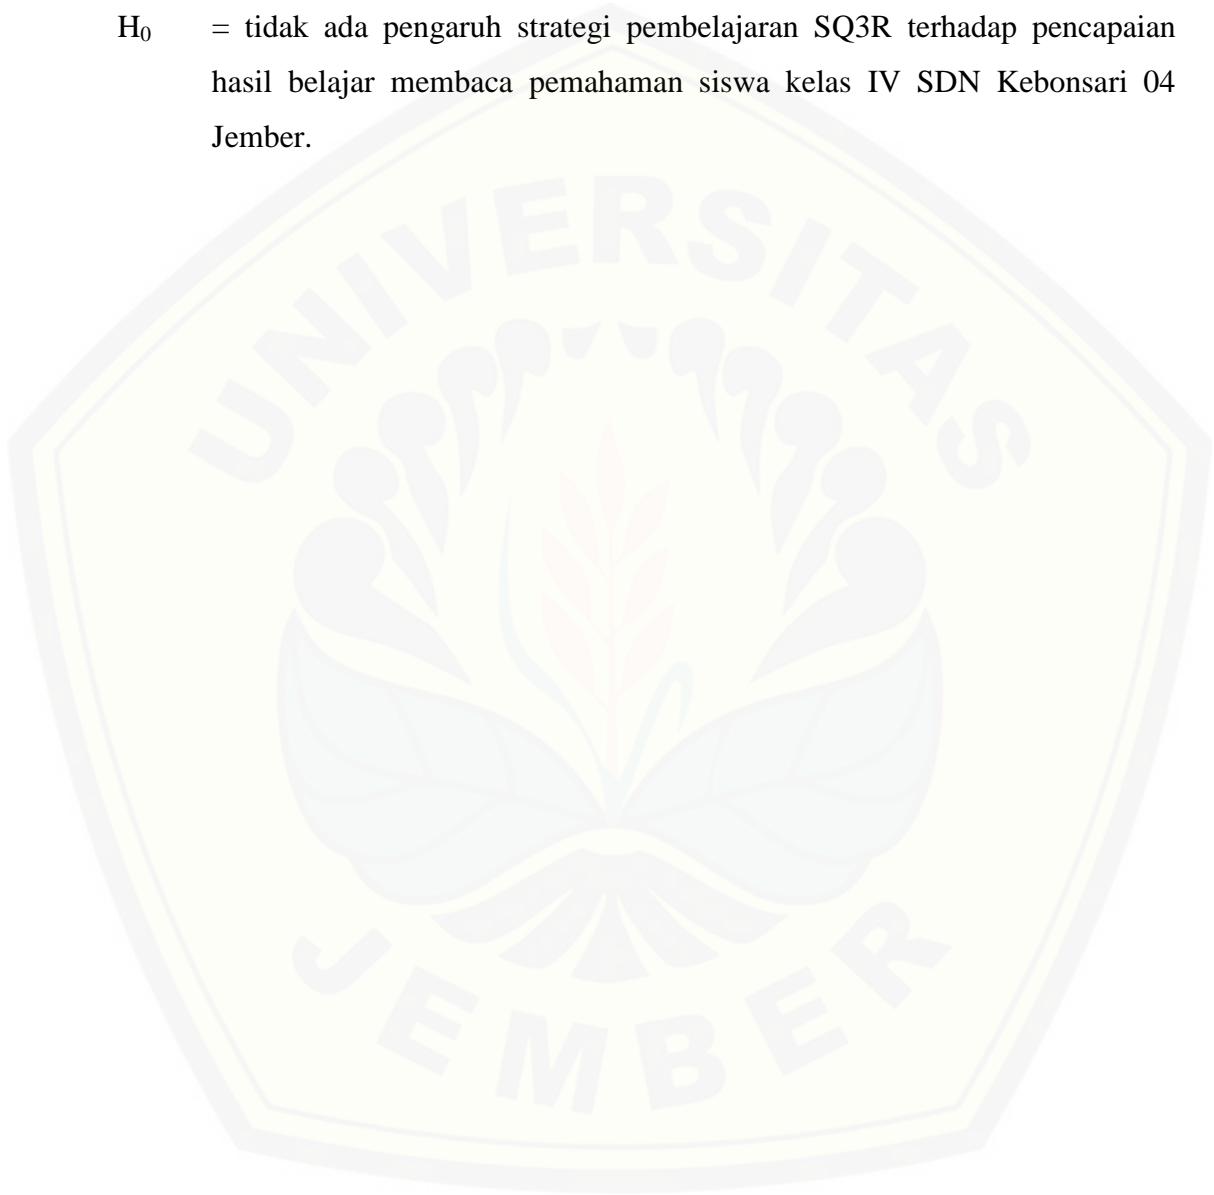 H₀ = tidak ada pengaruh strategi pembelajaran SQ3R terhadap pencapaian
hasil belajar membaca pemahaman siswa kelas IV SDN Kebonsari 04
Jember.
UNIVERSITAS
JEMBER